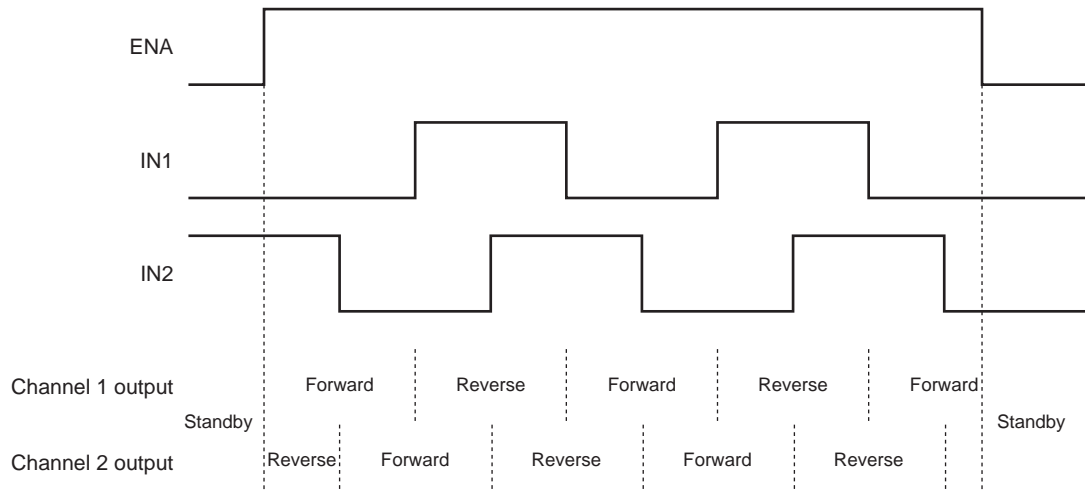 ENA
IN1
IN2
Channel 1 output
Forward
Reverse
Forward
Reverse
Forward
Standby
Standby
Channel 2 output
Reverse
Forward
Reverse
Forward
Reverse